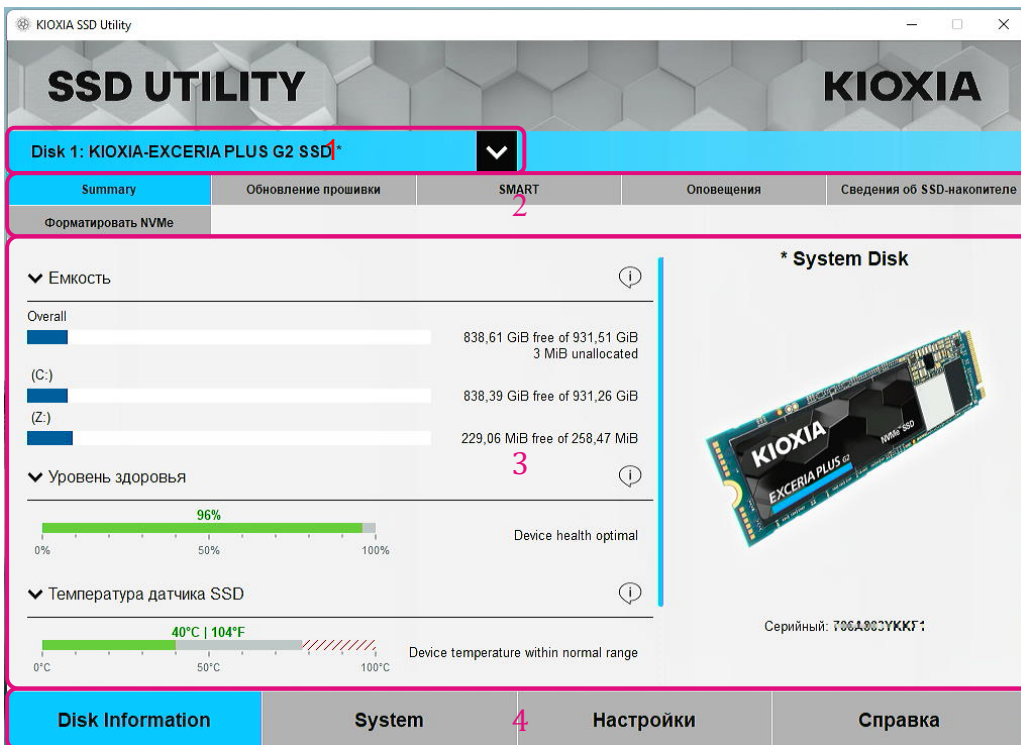 KIOXIA SSD Utility
SSD UTILITY
KIOXIA
Disk 1: KIOXIA-EXCERIA PLUS G2 SSD *
1
Summary Обновление прошивки SMART Оповещения Сведения об SSD-накопителе
2
Форматировать NVMe
* System Disk
Емкость
Overall
838,61 GiB free of 931,51 GiB
3 MiB unallocated
(C:)
838,39 GiB free of 931,26 GiB
(Z:)
229,06 MiB free of 258,47 MiB
3
Уровень здоровья
96%
0% 50% 100%
Device health optimal
Температура датчика SSD
40°C | 104°F
0°C 50°C 100°C
Device temperature within normal range
KIOXIA
NVMe SSD
EXCERIA PLUS G2
Серийный:
Disk Information System Настройки Справка
4